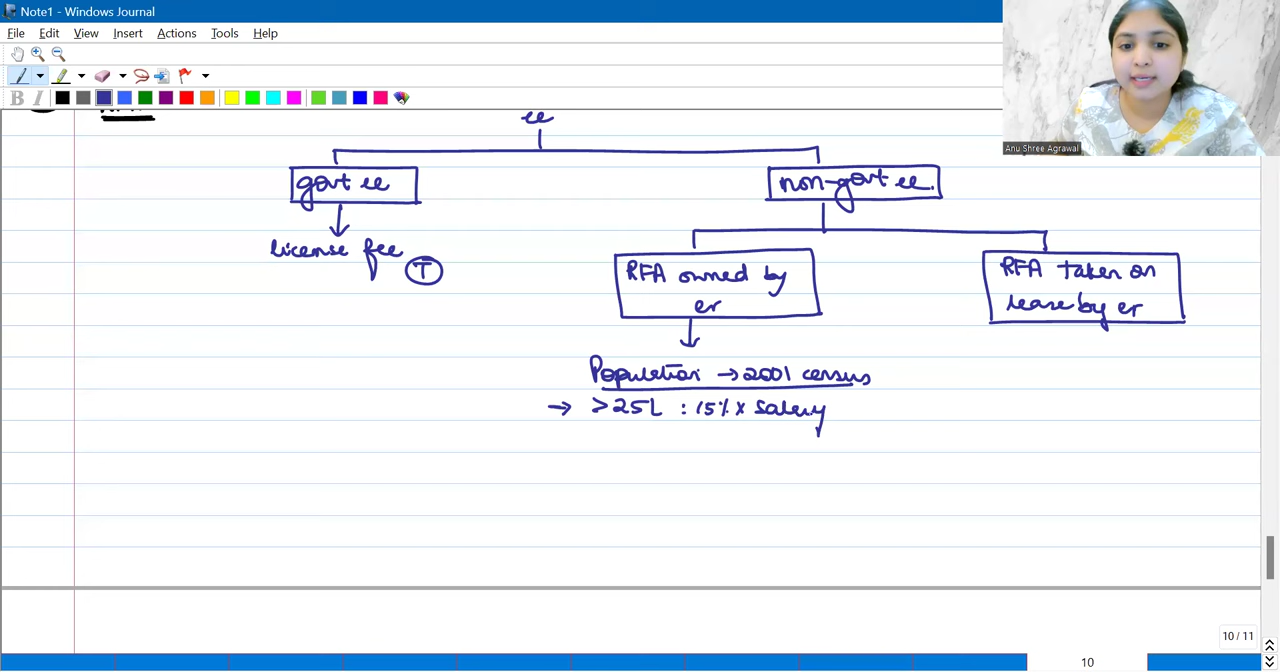 Note1 - Windows Journal
File Edit View Insert Actions Tools Help
B I
Anu Shree Agrawal
ee
govt ee
non-govt ee.
license fee
T
RFA owned by
er
RFA taken on
lease by er
Population → 2001 census
→ > 25L : 15% x Salary
10 / 11
10